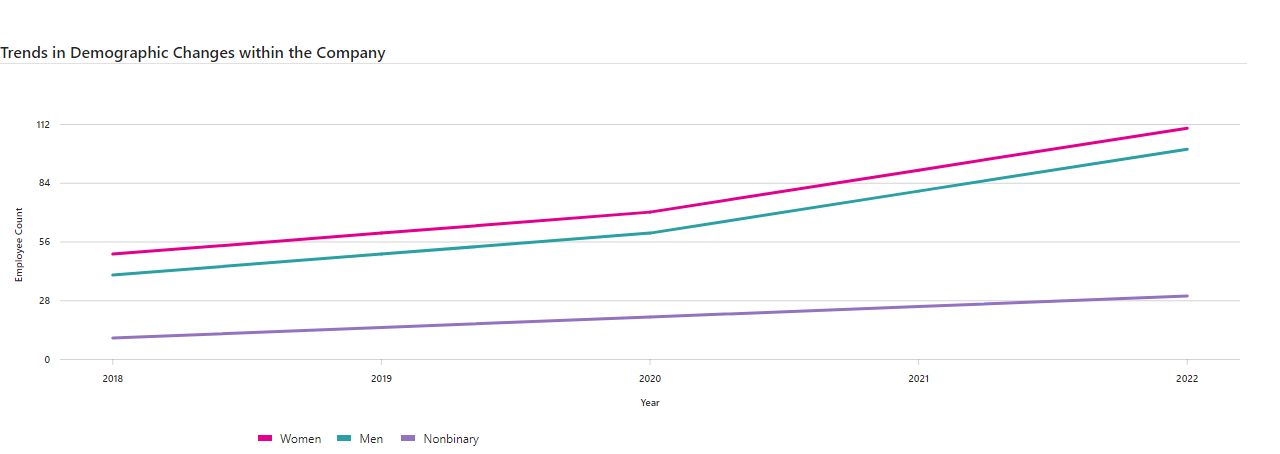 Trends in Demographic Changes within the Company
112
84
56
28
0
Employee Count
2018 2019 2020 2021 2022
Year
Women Men Nonbinary